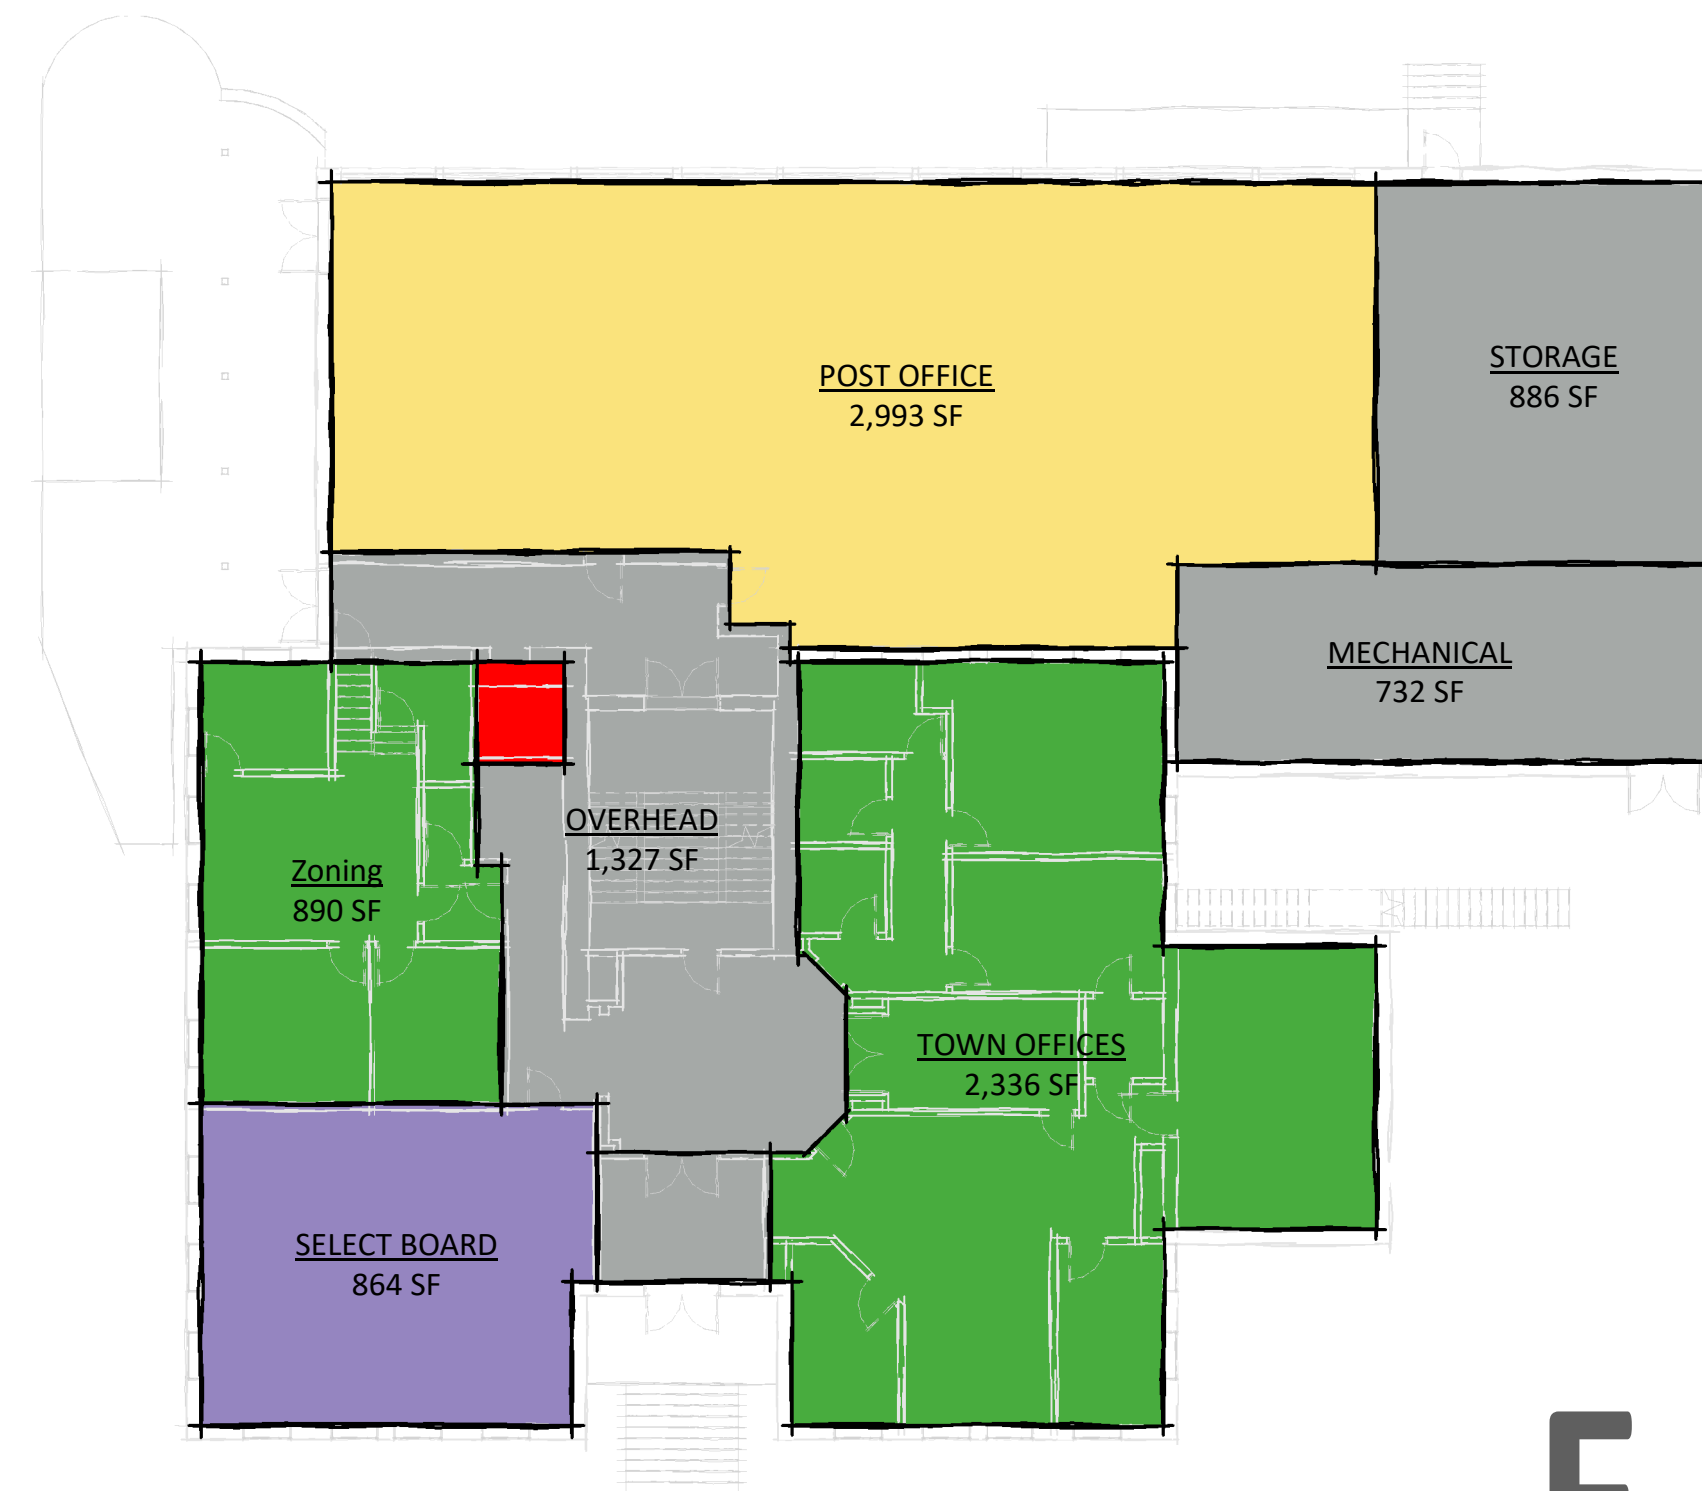 POST OFFICE
2,993 SF
STORAGE
886 SF
MECHANICAL
732 SF
OVERHEAD
1,327 SF
Zoning
890 SF
TOWN OFFICES
2,336 SF
SELECT BOARD
864 SF